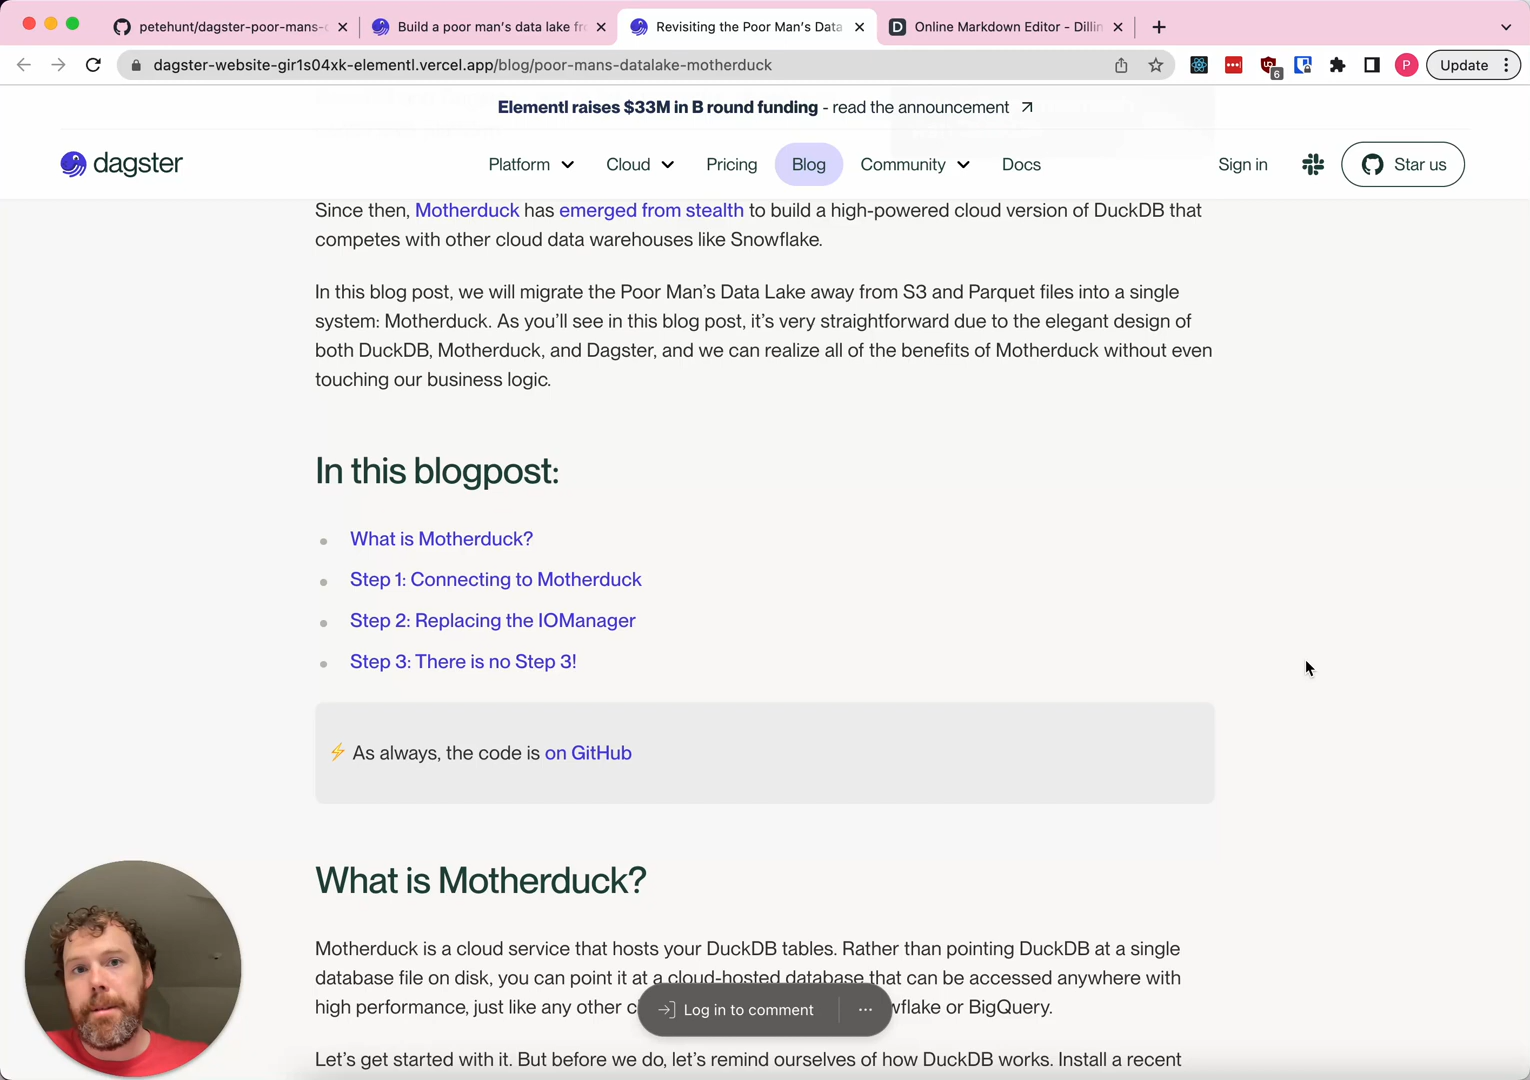 petehunt/dagster-poor-mans-
Build a poor man's data lake fr
Revisiting the Poor Man's Data
Online Markdown Editor - Dillin
dagster-website-gir1s04xk-elementl.vercel.app/blog/poor-mans-datalake-motherduck
6
P
Update
Elementl raises $33M in B round funding - read the announcement
dagster
Platform
Cloud
Pricing
Blog
Community
Docs
Sign in
Star us
Since then, Motherduck has emerged from stealth to build a high-powered cloud version of DuckDB that
competes with other cloud data warehouses like Snowflake.
In this blog post, we will migrate the Poor Man's Data Lake away from S3 and Parquet files into a single
system: Motherduck. As you'll see in this blog post, it's very straightforward due to the elegant design of
both DuckDB, Motherduck, and Dagster, and we can realize all of the benefits of Motherduck without even
touching our business logic.
In this blogpost:
What is Motherduck?
Step 1: Connecting to Motherduck
Step 2: Replacing the IOManager
Step 3: There is no Step 3!
⚡ As always, the code is on GitHub
What is Motherduck?
Motherduck is a cloud service that hosts your DuckDB tables. Rather than pointing DuckDB at a single
database file on disk, you can point it at a cloud-hosted database that can be accessed anywhere with
high performance, just like any other c wflake or BigQuery.
Log in to comment
Let's get started with it. But before we do, let's remind ourselves of how DuckDB works. Install a recent